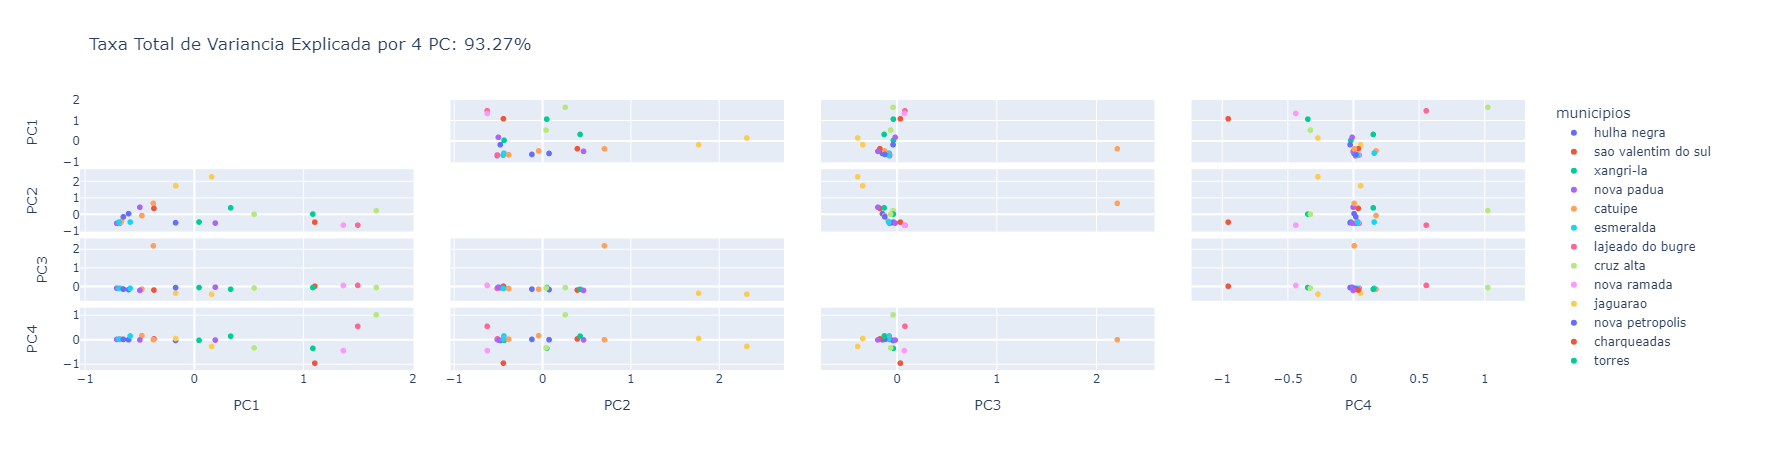 Taxa Total de Variancia Explicada por 4 PC: 93.27%
PC1
2
1
0
−1
PC2
2
1
0
−1
PC3
2
1
0
PC4
1
0
−1
−1
0
1
2
−1
0
1
2
0
1
2
−1
−0.5
0
0.5
1
PC1
PC2
PC3
PC4
municipios
hulha negra
sao valentim do sul
xangri-la
nova padua
catuipe
esmeralda
lajeado do bugre
cruz alta
nova ramada
jaguarao
nova petropolis
charqueadas
torres